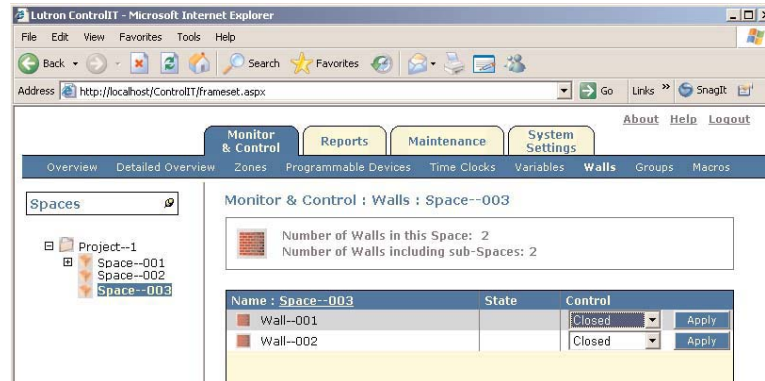 Lutron ControlIT - Microsoft Internet Explorer
File Edit View Favorites Tools Help
Back Search Favorites
Address http://localhost/ControlIT/frameset.aspx Go Links » SnagIt
About Help Logout
Monitor & Control Reports Maintenance System Settings
Overview Detailed Overview Zones Programmable Devices Time Clocks Variables Walls Groups Macros
Spaces
Monitor & Control : Walls : Space--003
Number of Walls in this Space: 2
Number of Walls including sub-Spaces: 2
Project--1
Space--001
Space--002
Space--003
Name : Space--003 State Control
Wall--001 Closed Apply
Wall--002 Closed Apply